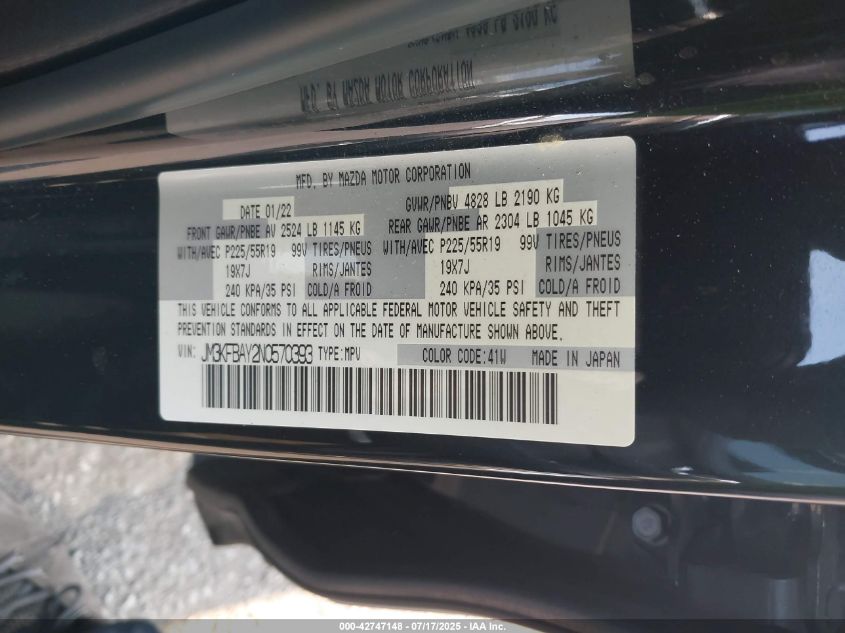 MFD. BY MAZDA MOTOR CORPORATION
DATE 01/22 GVWR/PNBV 4828 LB 2190 KG
FRONT GAWR/PNBE AV 2524 LB 1145 KG REAR GAWR/PNBE AR 2304 LB 1045 KG
WITH/AVEC P225/55R19 99V TIRES/PNEUS WITH/AVEC P225/55R19 99V TIRES/PNEUS
19X7J RIMS/JANTES 19X7J RIMS/JANTES
240 KPA/35 PSI COLD/A FROID 240 KPA/35 PSI COLD/A FROID
THIS VEHICLE CONFORMS TO ALL APPLICABLE FEDERAL MOTOR VEHICLE SAFETY AND THEFT
PREVENTION STANDARDS IN EFFECT ON THE DATE OF MANUFACTURE SHOWN ABOVE.
VIN: JM3KFBAY2N0570393 TYPE:MPV COLOR CODE:41W MADE IN JAPAN
000-42747148 - 07/17/2025 - IAA Inc.